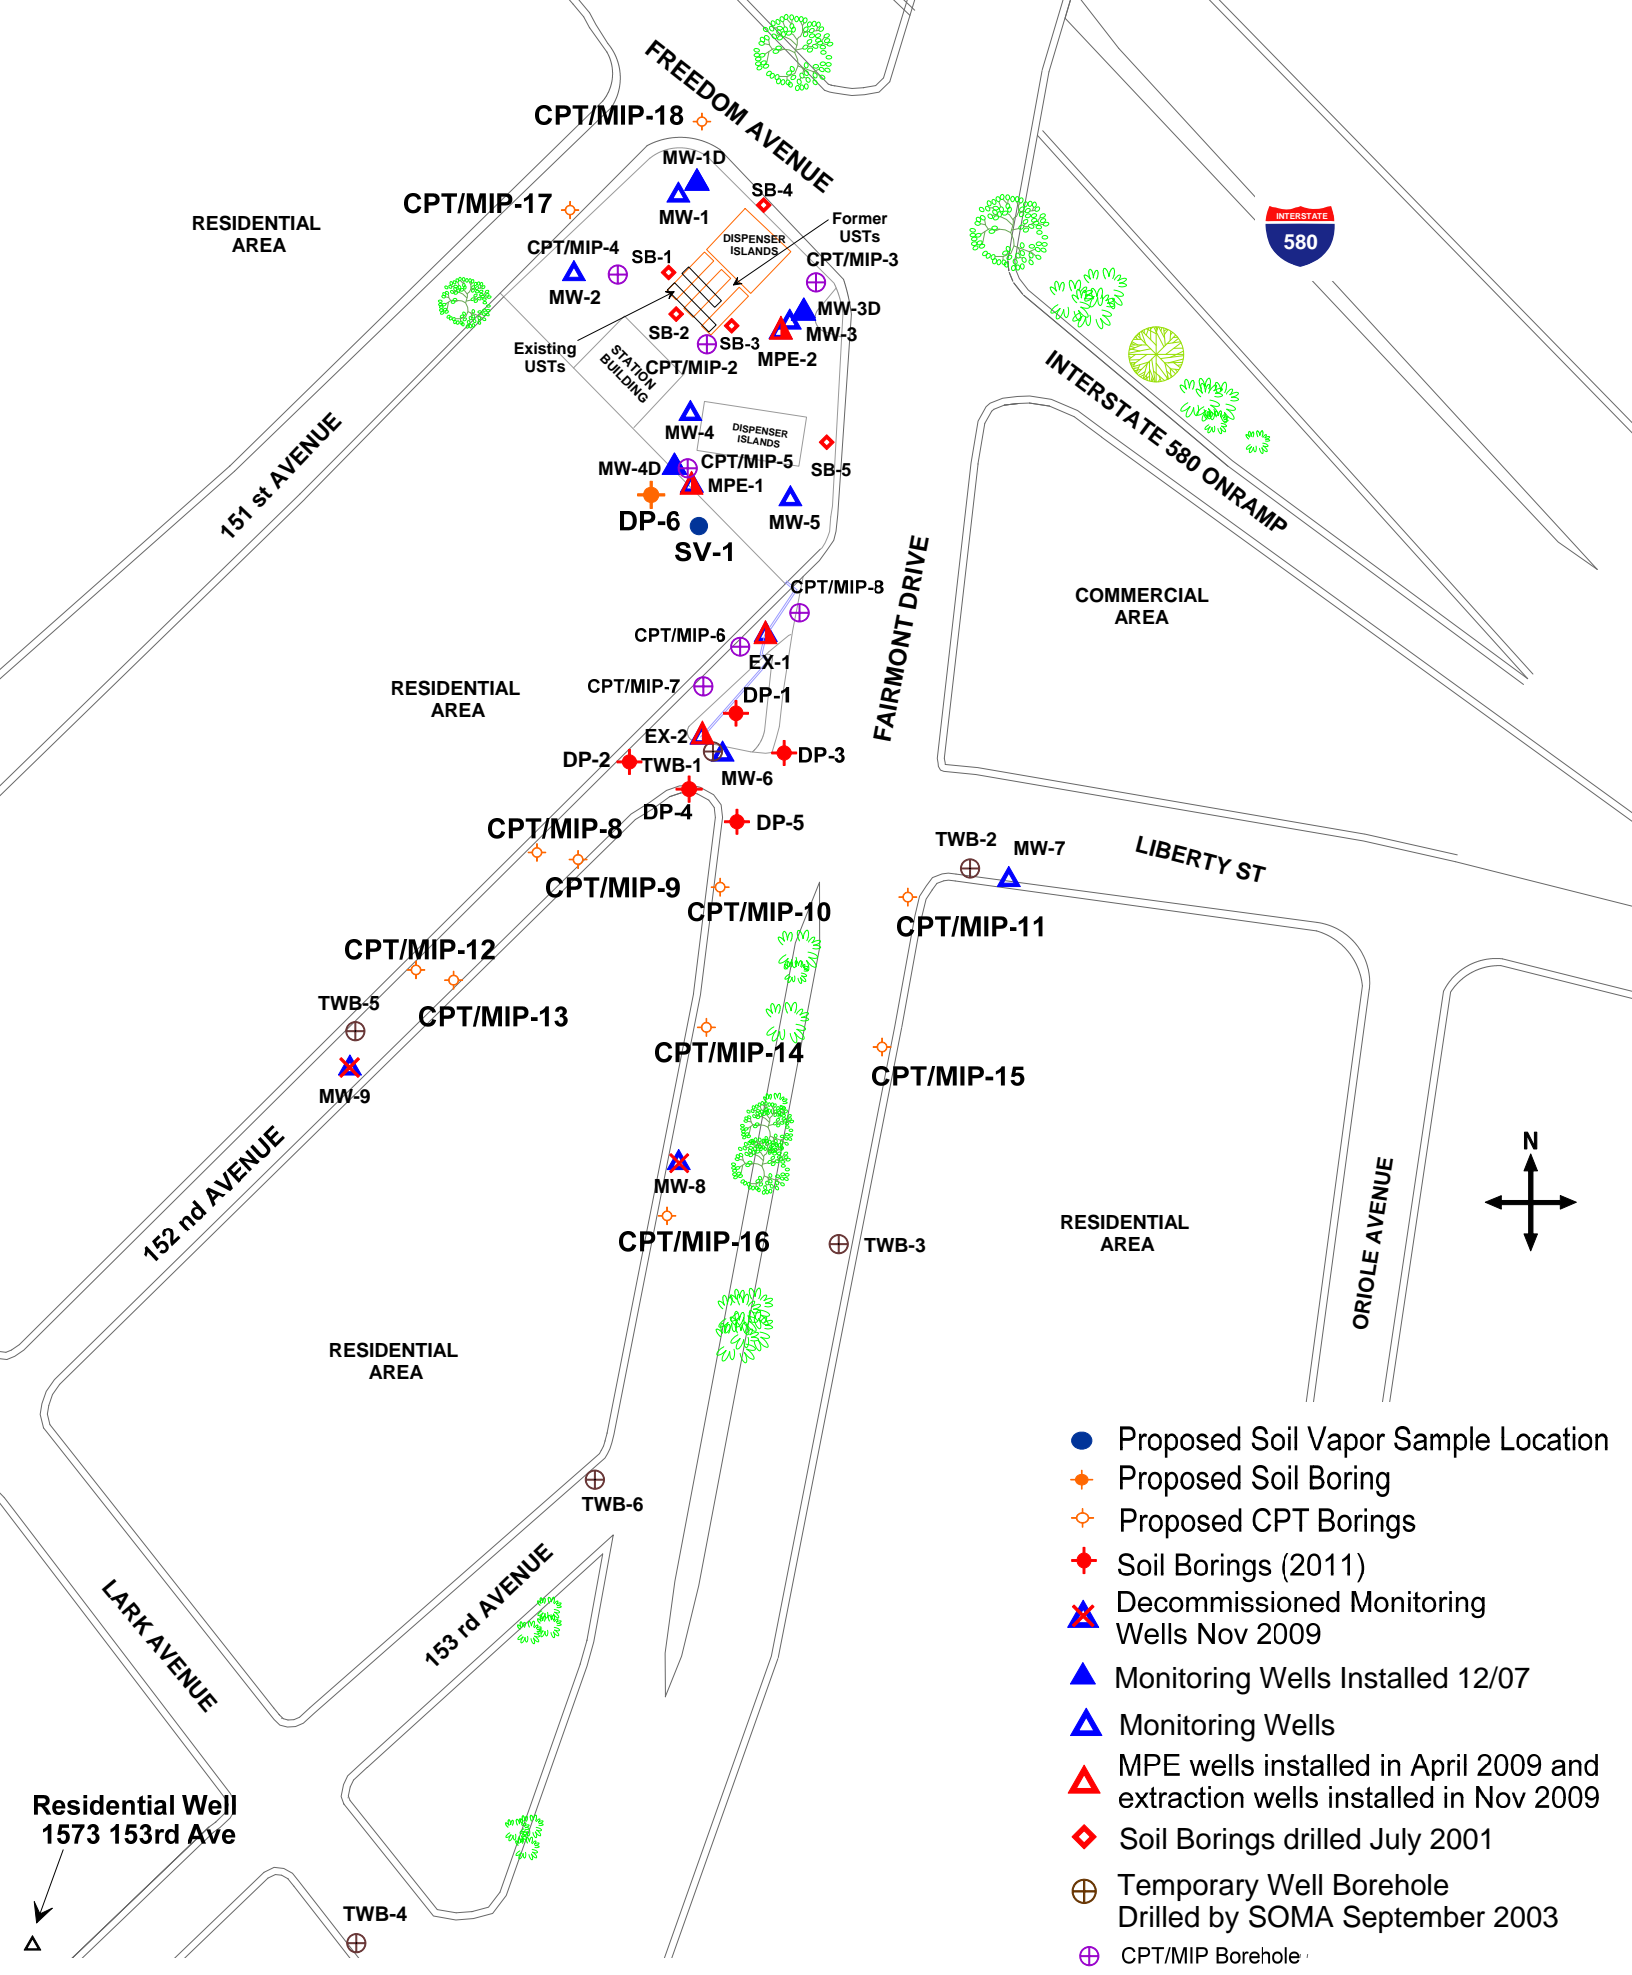 FREEDOM AVENUE
CPT/MIP-18
MW-1D
CPT/MIP-17
SB-4
MW-1
RESIDENTIAL
AREA
Former
USTs
INTERSTATE
580
DISPENSER
ISLANDS
CPT/MIP-4
SB-1
CPT/MIP-3
MW-2
MW-3D
SB-2
SB-3
MW-3
Existing
USTs
STATION
BUILDING
CPT/MIP-2
MPE-2
INTERSTATE 580 ONRAMP
151 st AVENUE
MW-4
DISPENSER
ISLANDS
MW-4D
CPT/MIP-5
SB-5
MPE-1
DP-6
MW-5
SV-1
FAIRMONT DRIVE
CPT/MIP-8
COMMERCIAL
AREA
CPT/MIP-6
EX-1
RESIDENTIAL
AREA
CPT/MIP-7
DP-1
EX-2
DP-2
TWB-1
DP-3
MW-6
DP-4
DP-5
CPT/MIP-8
TWB-2
MW-7
LIBERTY ST
CPT/MIP-9
CPT/MIP-10
CPT/MIP-11
CPT/MIP-12
TWB-5
CPT/MIP-13
CPT/MIP-14
CPT/MIP-15
MW-9
152 nd AVENUE
MW-8
N
ORIOLE AVENUE
RESIDENTIAL
AREA
CPT/MIP-16
TWB-3
RESIDENTIAL
AREA
TWB-6
153 rd AVENUE
LARK AVENUE
Residential Well
1573 153rd Ave
TWB-4
Proposed Soil Vapor Sample Location
Proposed Soil Boring
Proposed CPT Borings
Soil Borings (2011)
Decommissioned Monitoring
Wells Nov 2009
Monitoring Wells Installed 12/07
Monitoring Wells
MPE wells installed in April 2009 and
extraction wells installed in Nov 2009
Soil Borings drilled July 2001
Temporary Well Borehole
Drilled by SOMA September 2003
CPT/MIP Borehole